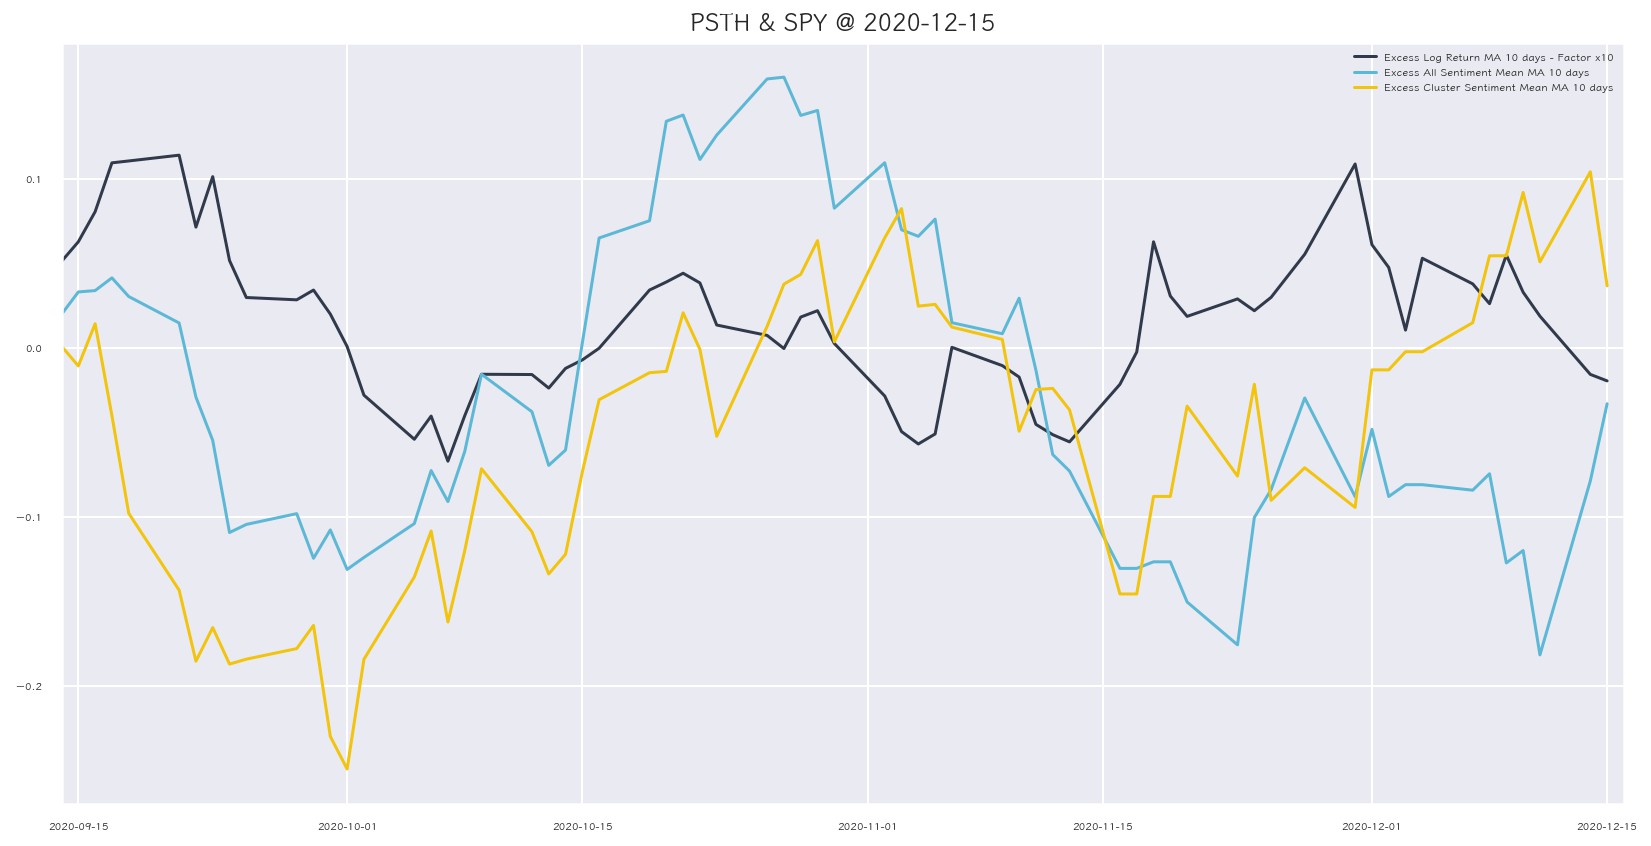 PSTH & SPY @ 2020-12-15
Excess Log Return MA 10 days - Factor x10
Excess All Sentiment Mean MA 10 days
Excess Cluster Sentiment Mean MA 10 days
0.1
0.0
−0.1
−0.2
2020-09-15 2020-10-01 2020-10-15 2020-11-01 2020-11-15 2020-12-01 2020-12-15